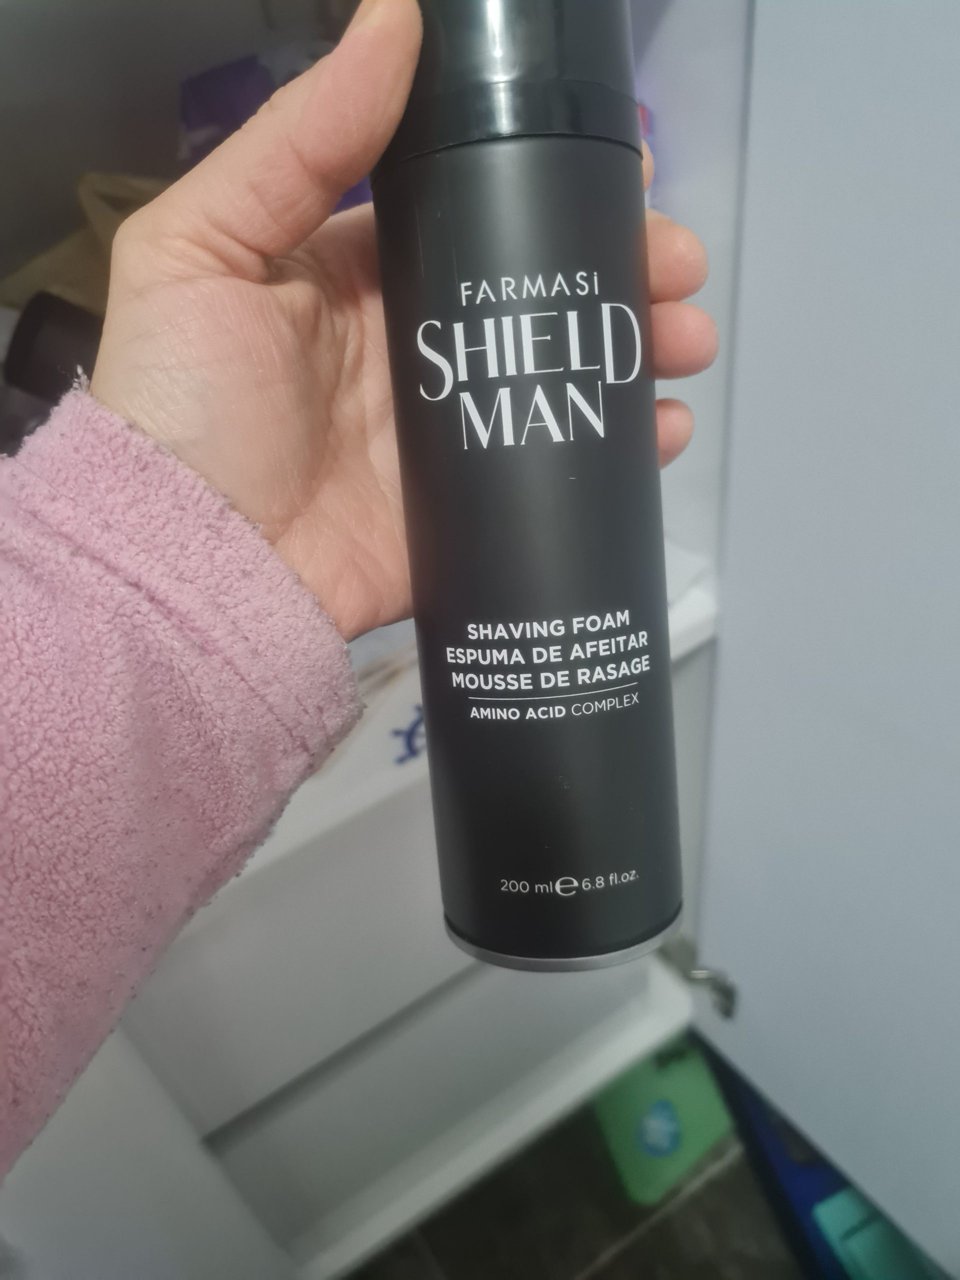 FARMASi
SHIELD
MAN
SHAVING FOAM
ESPUMA DE AFEITAR
MOUSSE DE RASAGE
AMINO ACID COMPLEX
200 ml e 6.8 fl.oz.